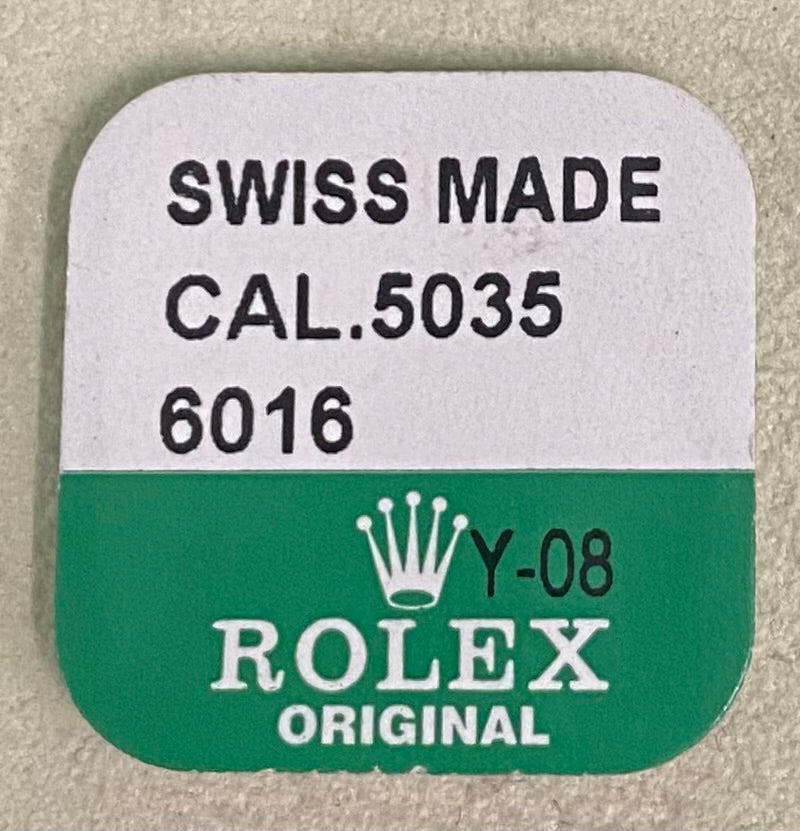 SWISS MADE
CAL.5035
6016
Y-08
ROLEX
ORIGINAL